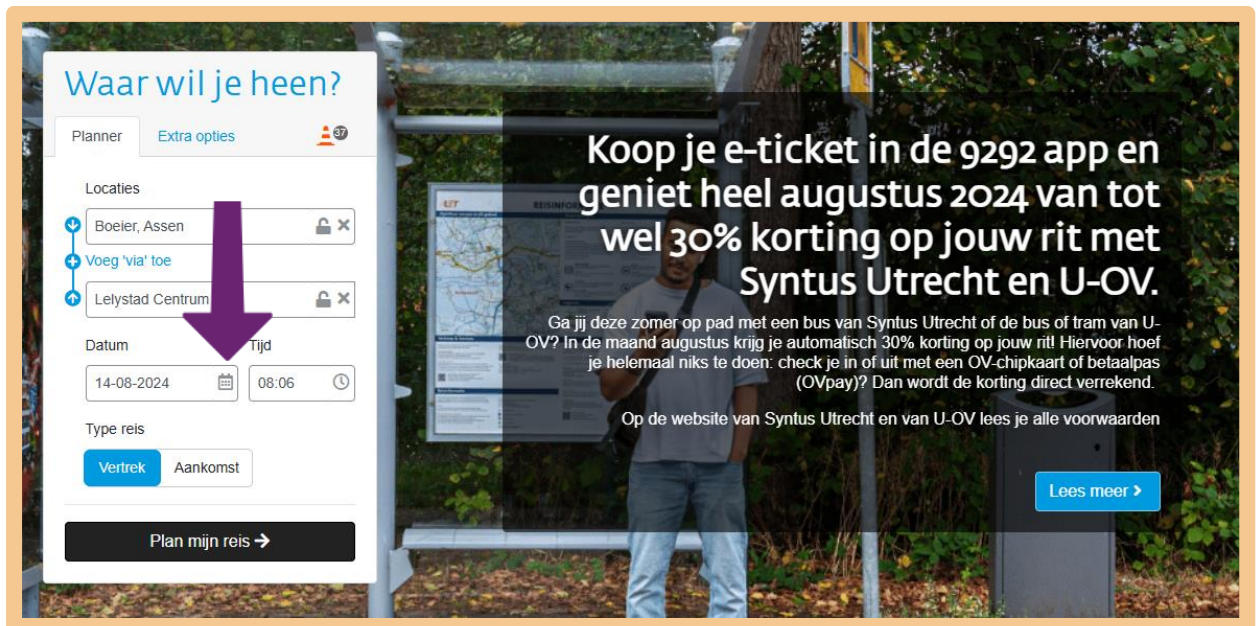 Waar wil je heen?
Planner
Extra opties
37
Locaties
Boeier, Assen
Voeg 'via' toe
Lelystad Centrum
Datum
Tijd
14-08-2024
08:06
Type reis
Vertrek
Aankomst
Plan mijn reis
REISINFOR
Koop je e-ticket in de 9292 app en
geniet heel augustus 2024 van tot
wel 30% korting op jouw rit met
Syntus Utrecht en U-OV.
Ga jij deze zomer op pad met een bus van Syntus Utrecht of de bus of tram van U-
OV? In de maand augustus krijg je automatisch 30% korting op jouw rit! Hiervoor hoef
je helemaal niks te doen: check je in of uit met een OV-chipkaart of betaalpas
(OVpay)? Dan wordt de korting direct verrekend.
Op de website van Syntus Utrecht en van U-OV lees je alle voorwaarden
Lees meer